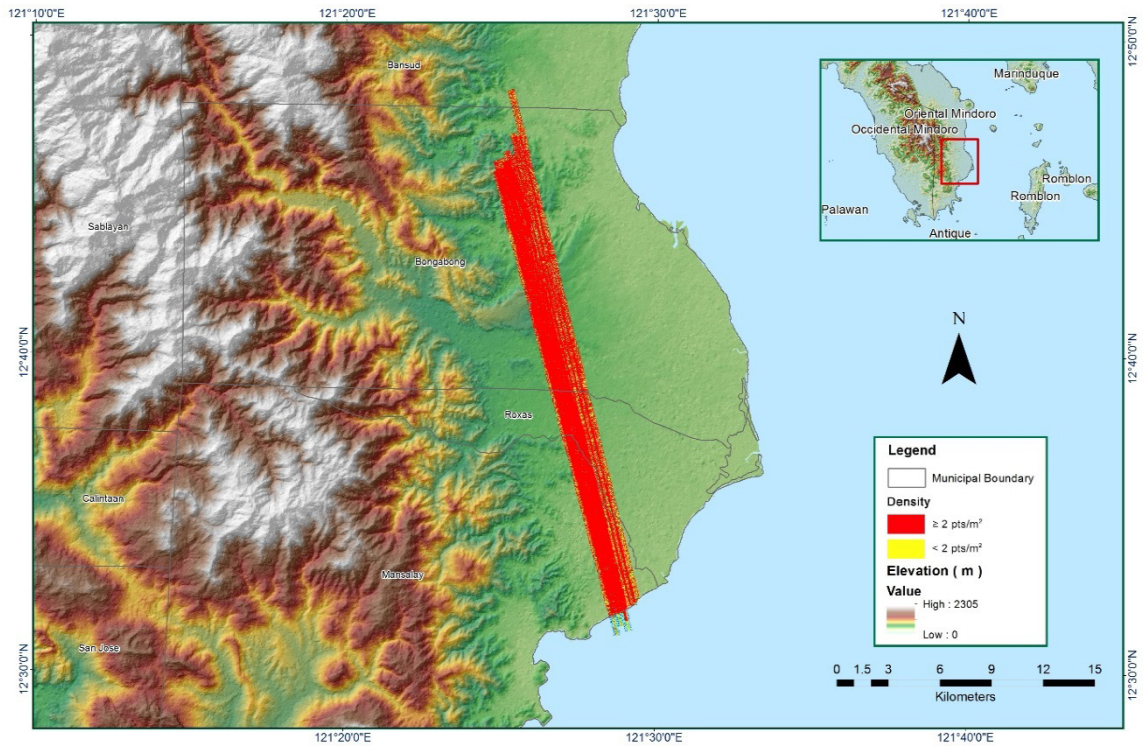 121°10'0"E
121°20'0"E
121°30'0"E
121°40'0"E
12°50'0"N
12°50'0"N
Bansud
Marinduque
Oriental Mindoro
Occidental Mindoro
Romblon
Romblon
Palawan
Antique
Sablayan
Bongabong
N
12°40'0"N
12°40'0"N
Roxas
Calintaan
Mansalay
San Jose
Legend
Municipal Boundary
Density
≥ 2 pts/m²
< 2 pts/m²
Elevation ( m )
Value
High : 2305
Low : 0
12°30'0"N
12°30'0"N
0 1.5 3 6 9 12 15
Kilometers
121°20'0"E
121°30'0"E
121°40'0"E